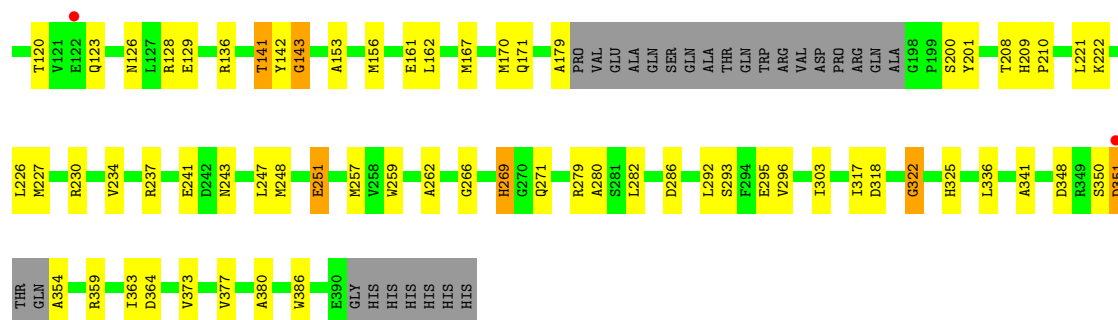 T120 V121 E122 Q123 N126 L127 R128 E129 R136 T141 Y142 G143 A153 M156 E161 L162 M167 M170 Q171 A179 PRO VAL GLU ALA GLN SER GLN ALA THR GLN TRP ARG VAL ASP PRO ARG GLN ALA G198 P199 S200 Y201 T208 H209 P210 L221 K222
L226 M227 R230 V234 R237 E241 D242 N243 L247 M248 E251 M257 V258 W259 A262 G266 H269 G270 Q271 R279 A280 S281 L282 D286 L292 S293 F294 E295 V296 I303 I317 D318 G322 H325 L336 A341 D348 R349 S350 D351
THR GLN A354 R359 I363 D364 V373 V377 A380 W386 E390 GLY HIS HIS HIS HIS HIS HIS